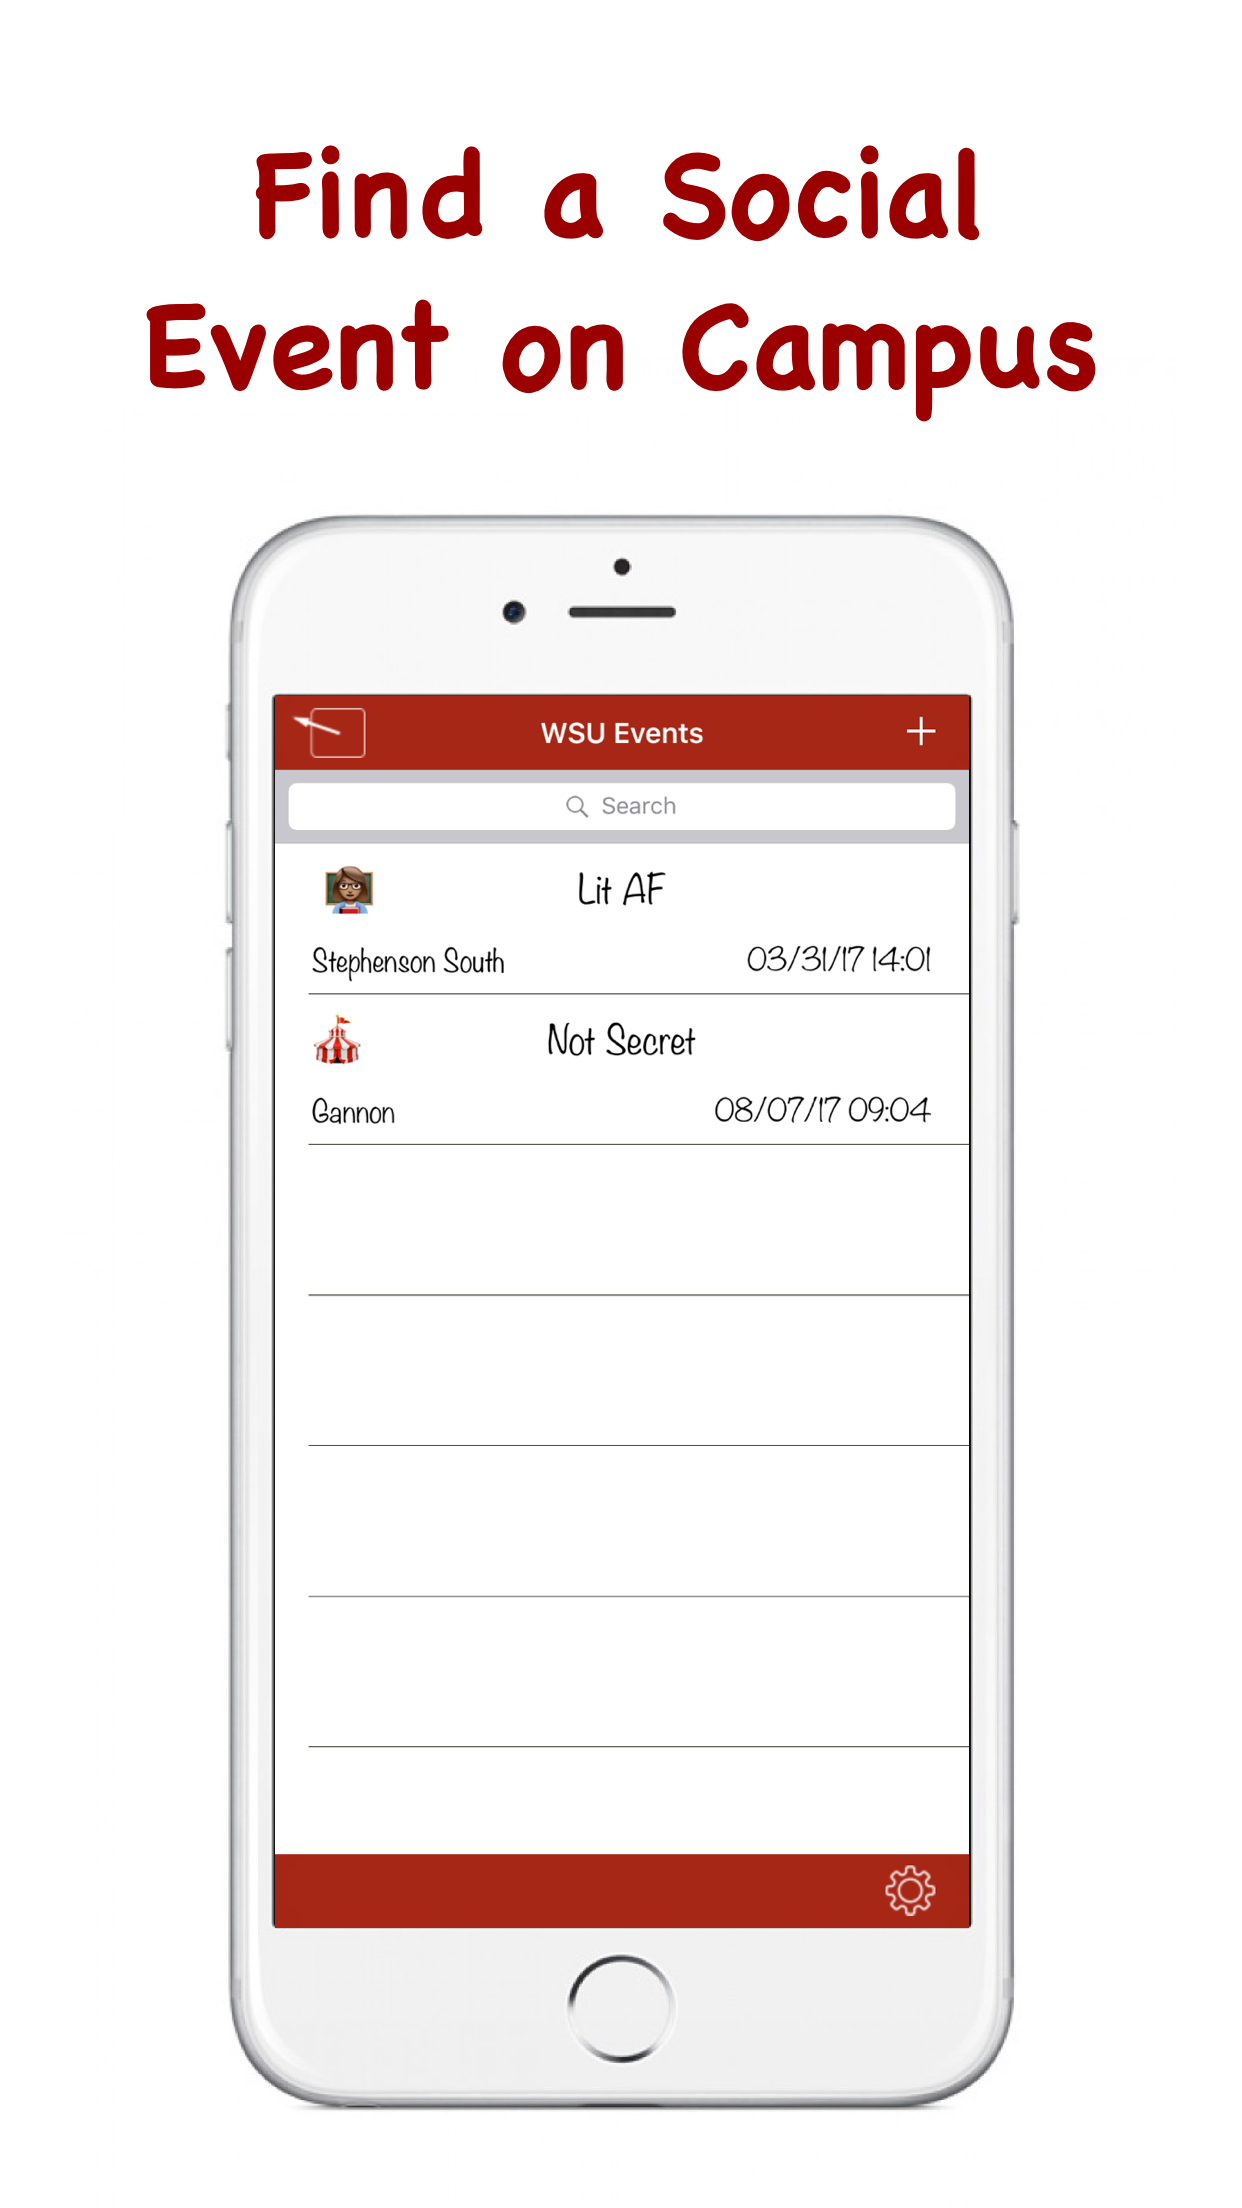 Find a Social
Event on Campus
WSU Events
Search
Lit AF
Stephenson South 03/31/17 14:01
Not Secret
Gannon 08/07/17 09:04